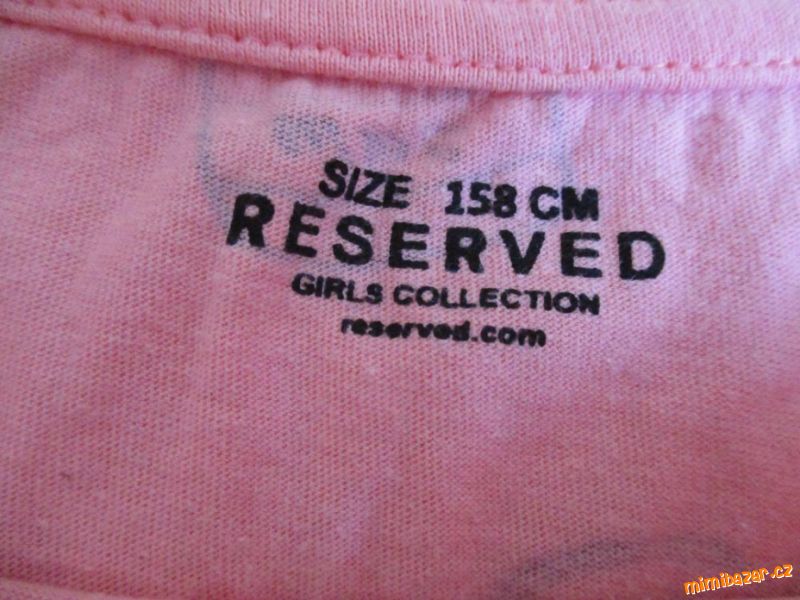 SIZE 158 CM
RESERVED
GIRLS COLLECTION
reserved.com
mimibazar.cz